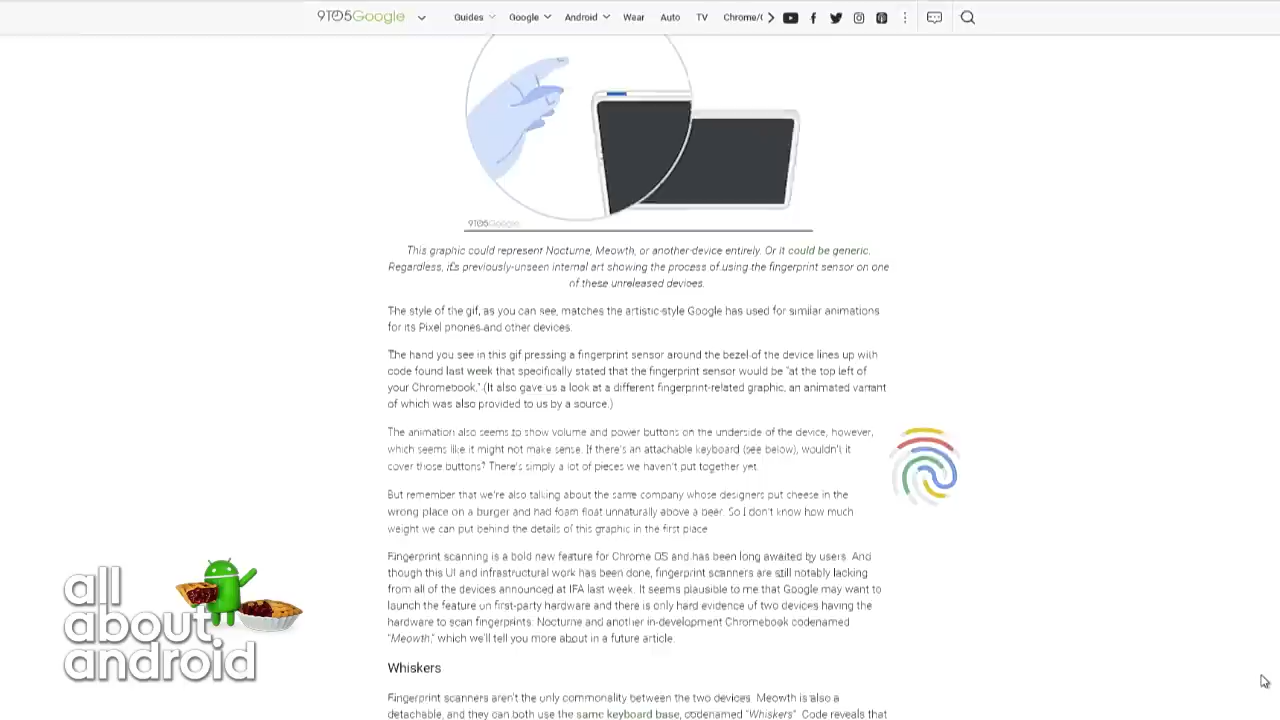 9TO5Google Guides Google Android Wear Auto TV Chrome/
9TO5Google
This graphic could represent Nocturne, Meowth, or another device entirely. Or it could be generic.
Regardless, it's previously-unseen internal art showing the process of using the fingerprint sensor on one
of these unreleased devices.
The style of the gif, as you can see, matches the artistic style Google has used for similar animations
for its Pixel phones and other devices.
The hand you see in this gif pressing a fingerprint sensor around the bezel of the device lines up with
code found last week that specifically stated that the fingerprint sensor would be "at the top left of
your Chromebook." (It also gave us a look at a different fingerprint-related graphic, an animated variant
of which was also provided to us by a source.)
The animation also seems to show volume and power buttons on the underside of the device, however,
which seems like it might not make sense. If there's an attachable keyboard (see below), wouldn't it
cover those buttons? There's simply a lot of pieces we haven't put together yet.
But remember that we're also talking about the same company whose designers put cheese in the
wrong place on a burger and had foam float unnaturally above a beer. So I don't know how much
weight we can put behind the details of this graphic in the first place
Fingerprint scanning is a bold new feature for Chrome OS and has been long awaited by users. And
though this UI and infrastructural work has been done, fingerprint scanners are still notably lacking
from all of the devices announced at IFA last week. It seems plausible to me that Google may want to
launch the feature on first-party hardware and there is only hard evidence of two devices having the
hardware to scan fingerprints: Nocturne and another in-development Chromebook codenamed
"Meowth," which we'll tell you more about in a future article.
Whiskers
Fingerprint scanners aren't the only commonality between the two devices. Meowth is also a
detachable, and they can both use the same keyboard base, codenamed "Whiskers". Code reveals that
all
about
android